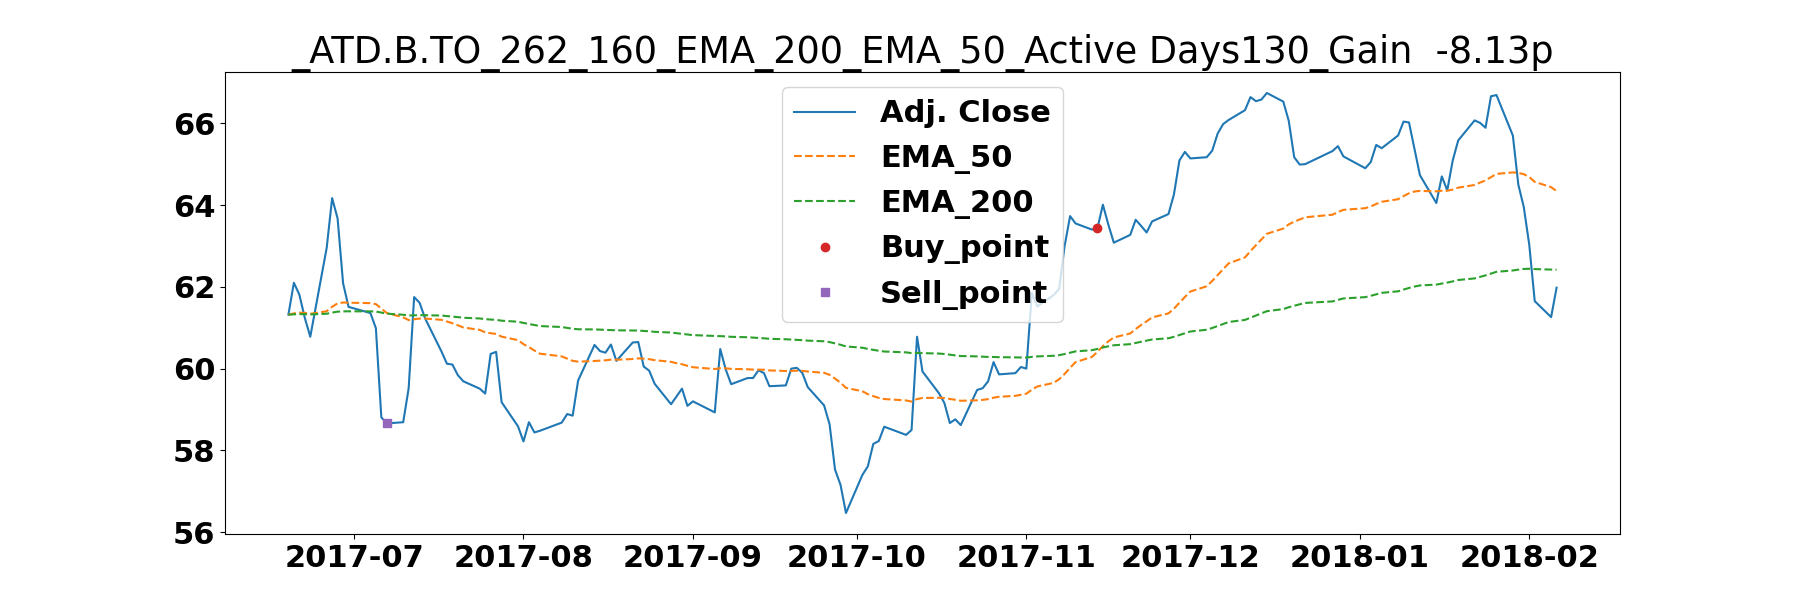 _ATD.B.TO_262_160_EMA_200_EMA_50_Active Days130_Gain  -8.13p
Adj. Close
EMA_50
EMA_200
Buy_point
Sell_point
66
64
62
60
58
56
2017-07 2017-08 2017-09 2017-10 2017-11 2017-12 2018-01 2018-02